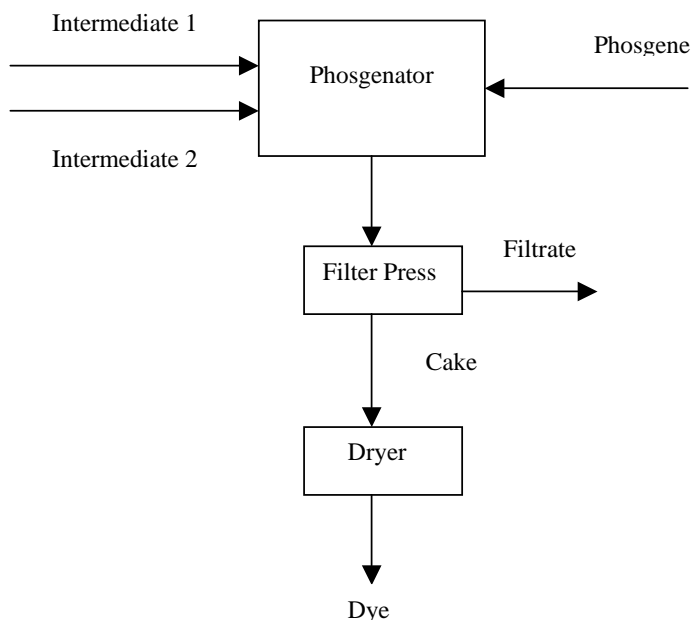 Intermediate 1
Phosgenator
Phosgene
Intermediate 2
Filter Press
Filtrate
Cake
Dryer
Dye